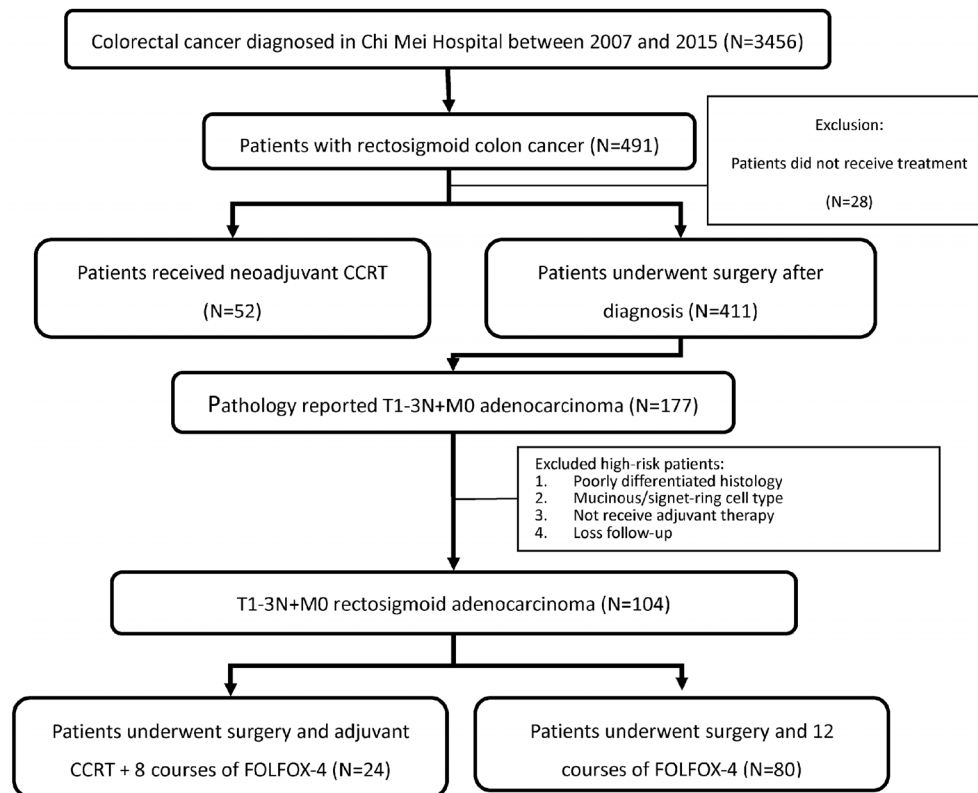 Colorectal cancer diagnosed in Chi Mei Hospital between 2007 and 2015 (N=3456)
Patients with rectosigmoid colon cancer (N=491)
Exclusion:
Patients did not receive treatment
(N=28)
Patients received neoadjuvant CCRT
(N=52)
Patients underwent surgery after
diagnosis (N=411)
Pathology reported T1-3N+M0 adenocarcinoma (N=177)
Excluded high-risk patients:
1. Poorly differentiated histology
2. Mucinous/signet-ring cell type
3. Not receive adjuvant therapy
4. Loss follow-up
T1-3N+M0 rectosigmoid adenocarcinoma (N=104)
Patients underwent surgery and adjuvant
CCRT + 8 courses of FOLFOX-4 (N=24)
Patients underwent surgery and 12
courses of FOLFOX-4 (N=80)